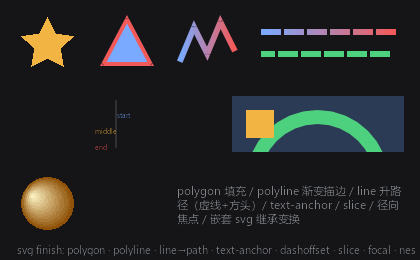 start
middle
end
polygon 填充 / polyline 渐变描边 / line 升路
径（虚线+方头）/ text-anchor / slice / 径向
焦点 / 嵌套 svg 继承变换
svg finish: polygon · polyline · line→path · text-anchor · dashoffset · slice · focal · nes